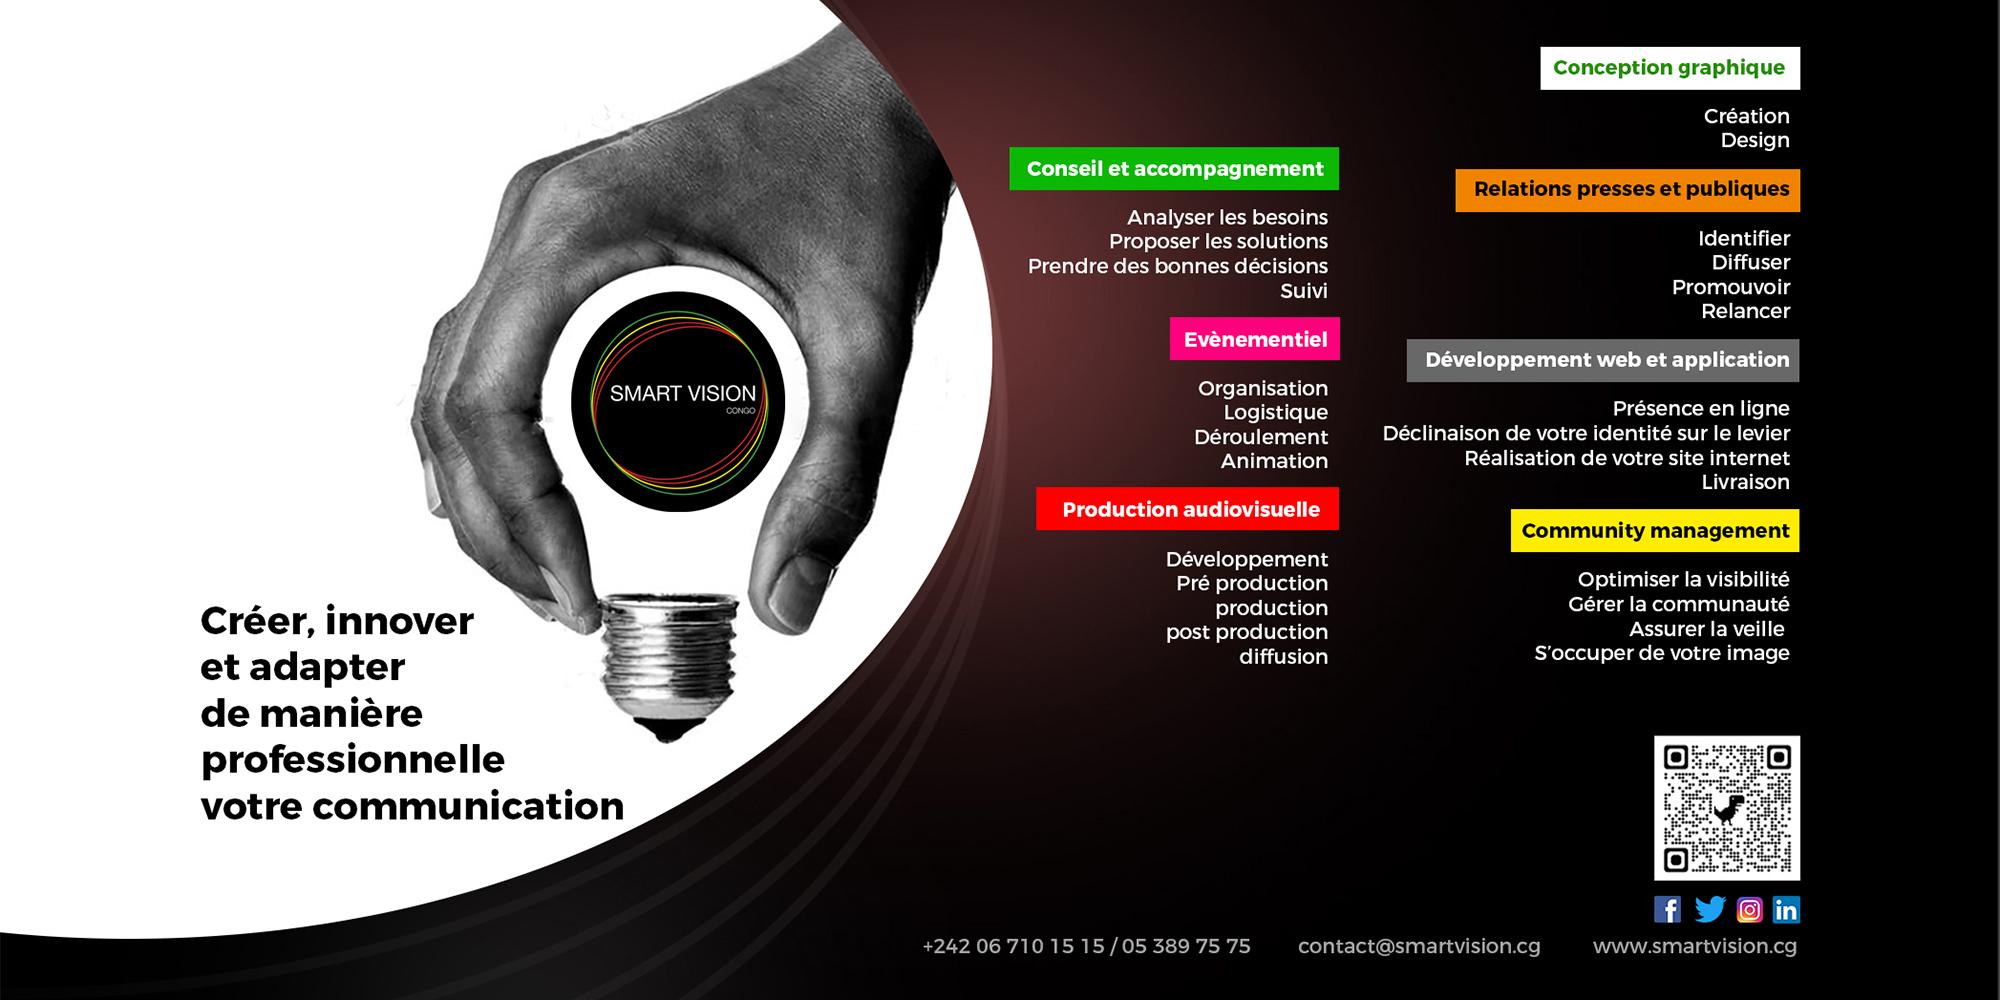 SMART VISION
CONGO
Créer, innover
et adapter
de manière
professionnelle
votre communication
Conseil et accompagnement
Analyser les besoins
Proposer les solutions
Prendre des bonnes décisions
Suivi
Evènementiel
Organisation
Logistique
Déroulement
Animation
Production audiovisuelle
Développement
Pré production
production
post production
diffusion
Conception graphique
Création
Design
Relations presses et publiques
Identifier
Diffuser
Promouvoir
Relancer
Développement web et application
Présence en ligne
Déclinaison de votre identité sur le levier
Réalisation de votre site internet
Livraison
Community management
Optimiser la visibilité
Gérer la communauté
Assurer la veille
S’occuper de votre image
+242 06 710 15 15 / 05 389 75 75
contact@smartvision.cg
www.smartvision.cg